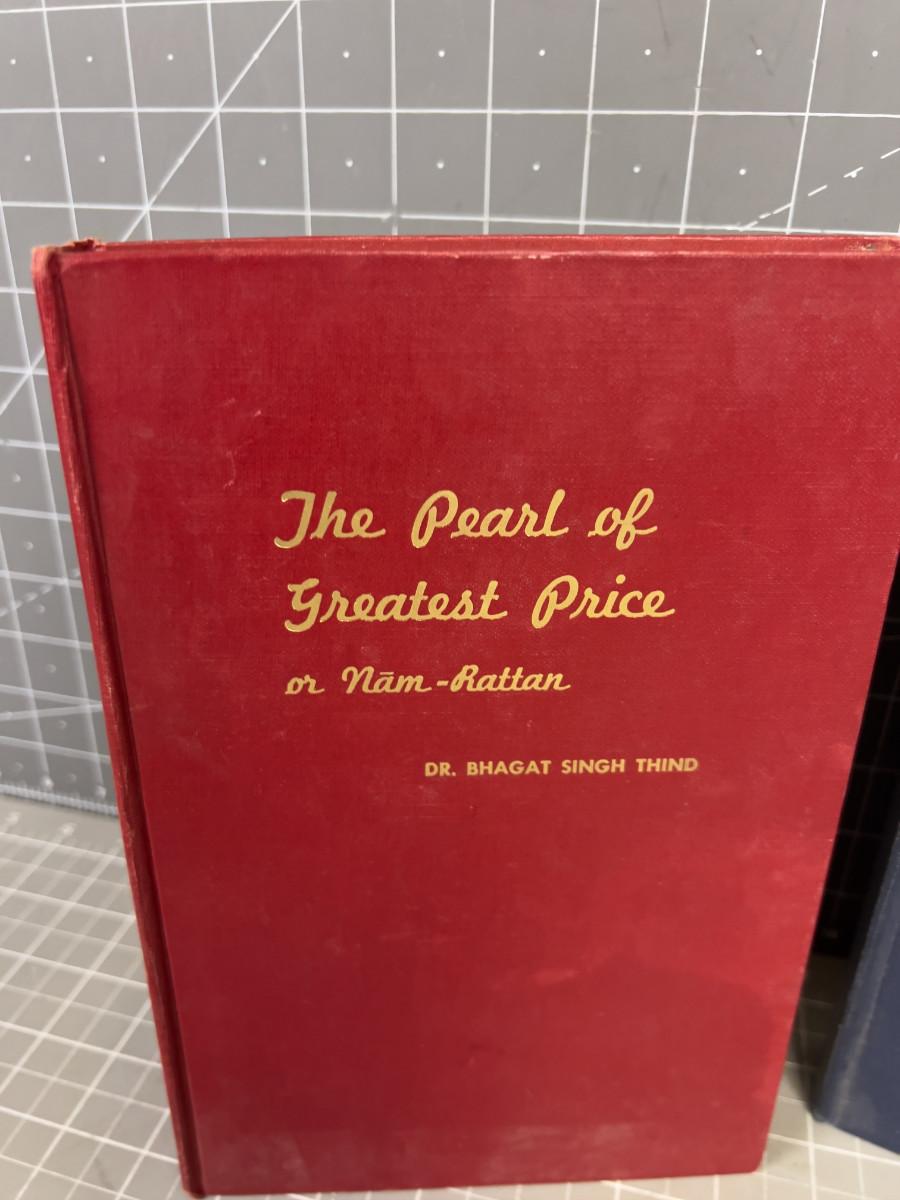 The Pearl of
Greatest Price
or Nām-Rattan
DR. BHAGAT SINGH THIND